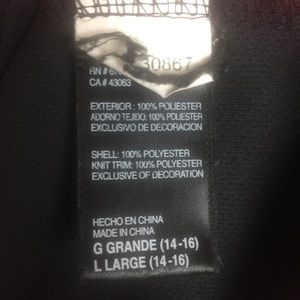 30867
RN # 67
CA # 43063
EXTERIOR : 100% POLIESTER
ADORNO TEJIDO: 100% POLIESTER
EXCLUSIVO DE DECORACION
SHELL: 100% POLYESTER
KNIT TRIM: 100% POLYESTER
EXCLUSIVE OF DECORATION
HECHO EN CHINA
MADE IN CHINA
G GRANDE (14-16)
L LARGE (14-16)